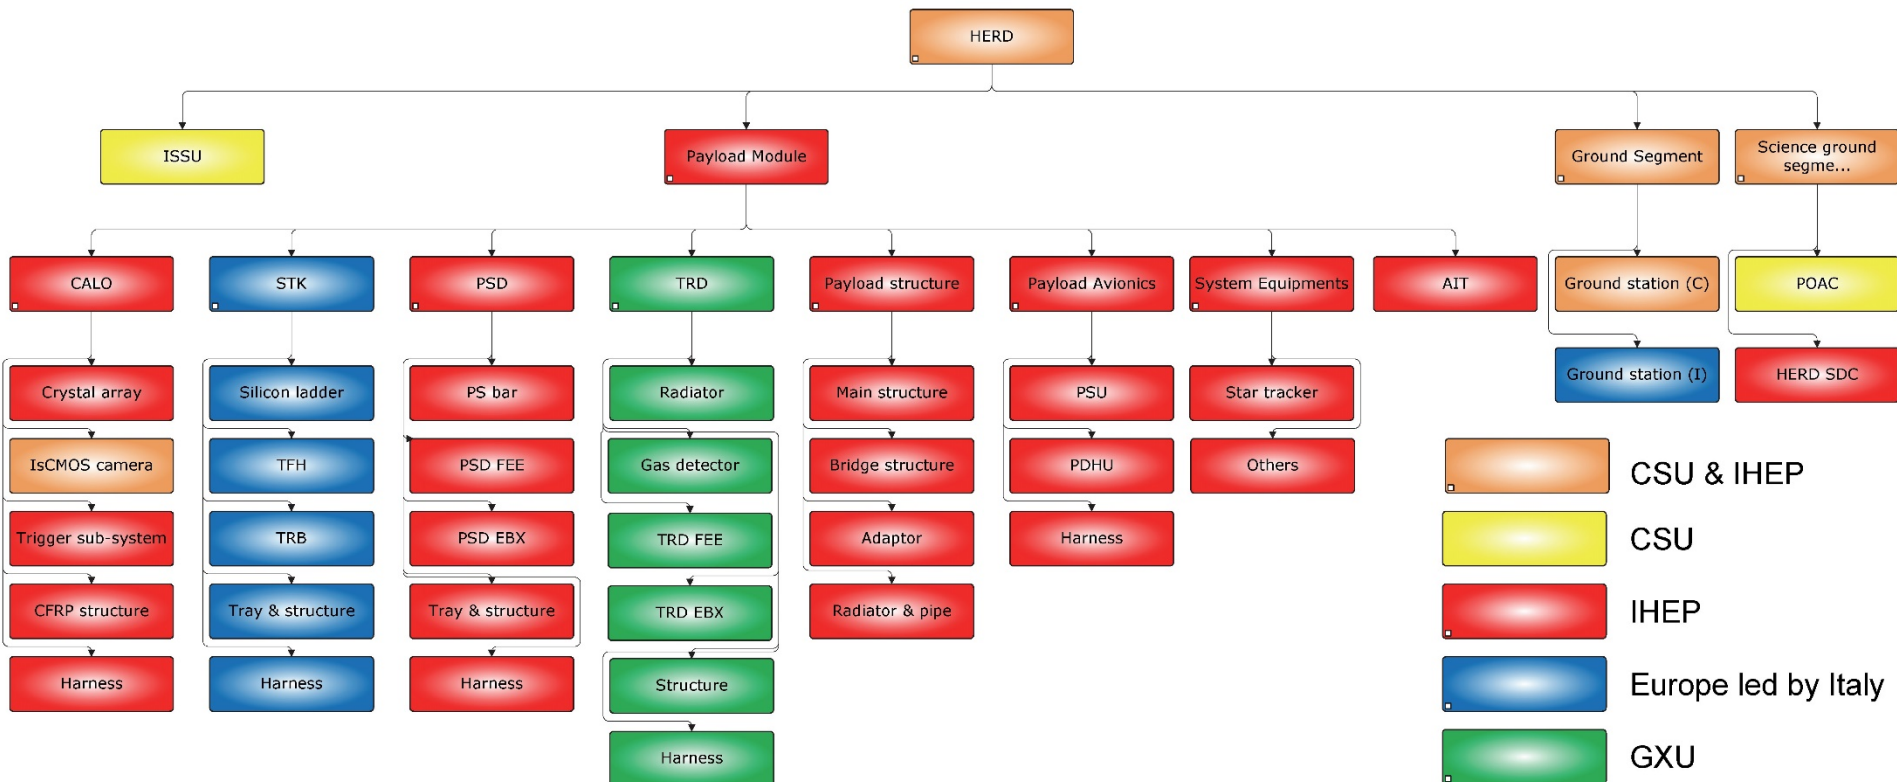 HERD
ISSU
Payload Module
Ground Segment
Science ground
segme...
CALO
STK
PSD
TRD
Payload structure
Payload Avionics
System Equipments
AIT
Ground station (C)
POAC
Crystal array
Silicon ladder
PS bar
Radiator
Main structure
PSU
Star tracker
Ground station (I)
HERD SDC
IsCMOS camera
TFH
PSD FEE
Gas detector
Bridge structure
PDHU
Others
CSU & IHEP
Trigger sub-system
TRB
PSD EBX
TRD FEE
Adaptor
Harness
CSU
CFRP structure
Tray & structure
Tray & structure
TRD EBX
Radiator & pipe
IHEP
Harness
Harness
Harness
Structure
Europe led by Italy
Harness
GXU